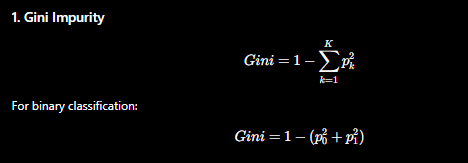 1. Gini Impurity
Gini = 1 − ∑_{k=1}^{K} p_k^2
For binary classification:
Gini = 1 − (p_0^2 + p_1^2)